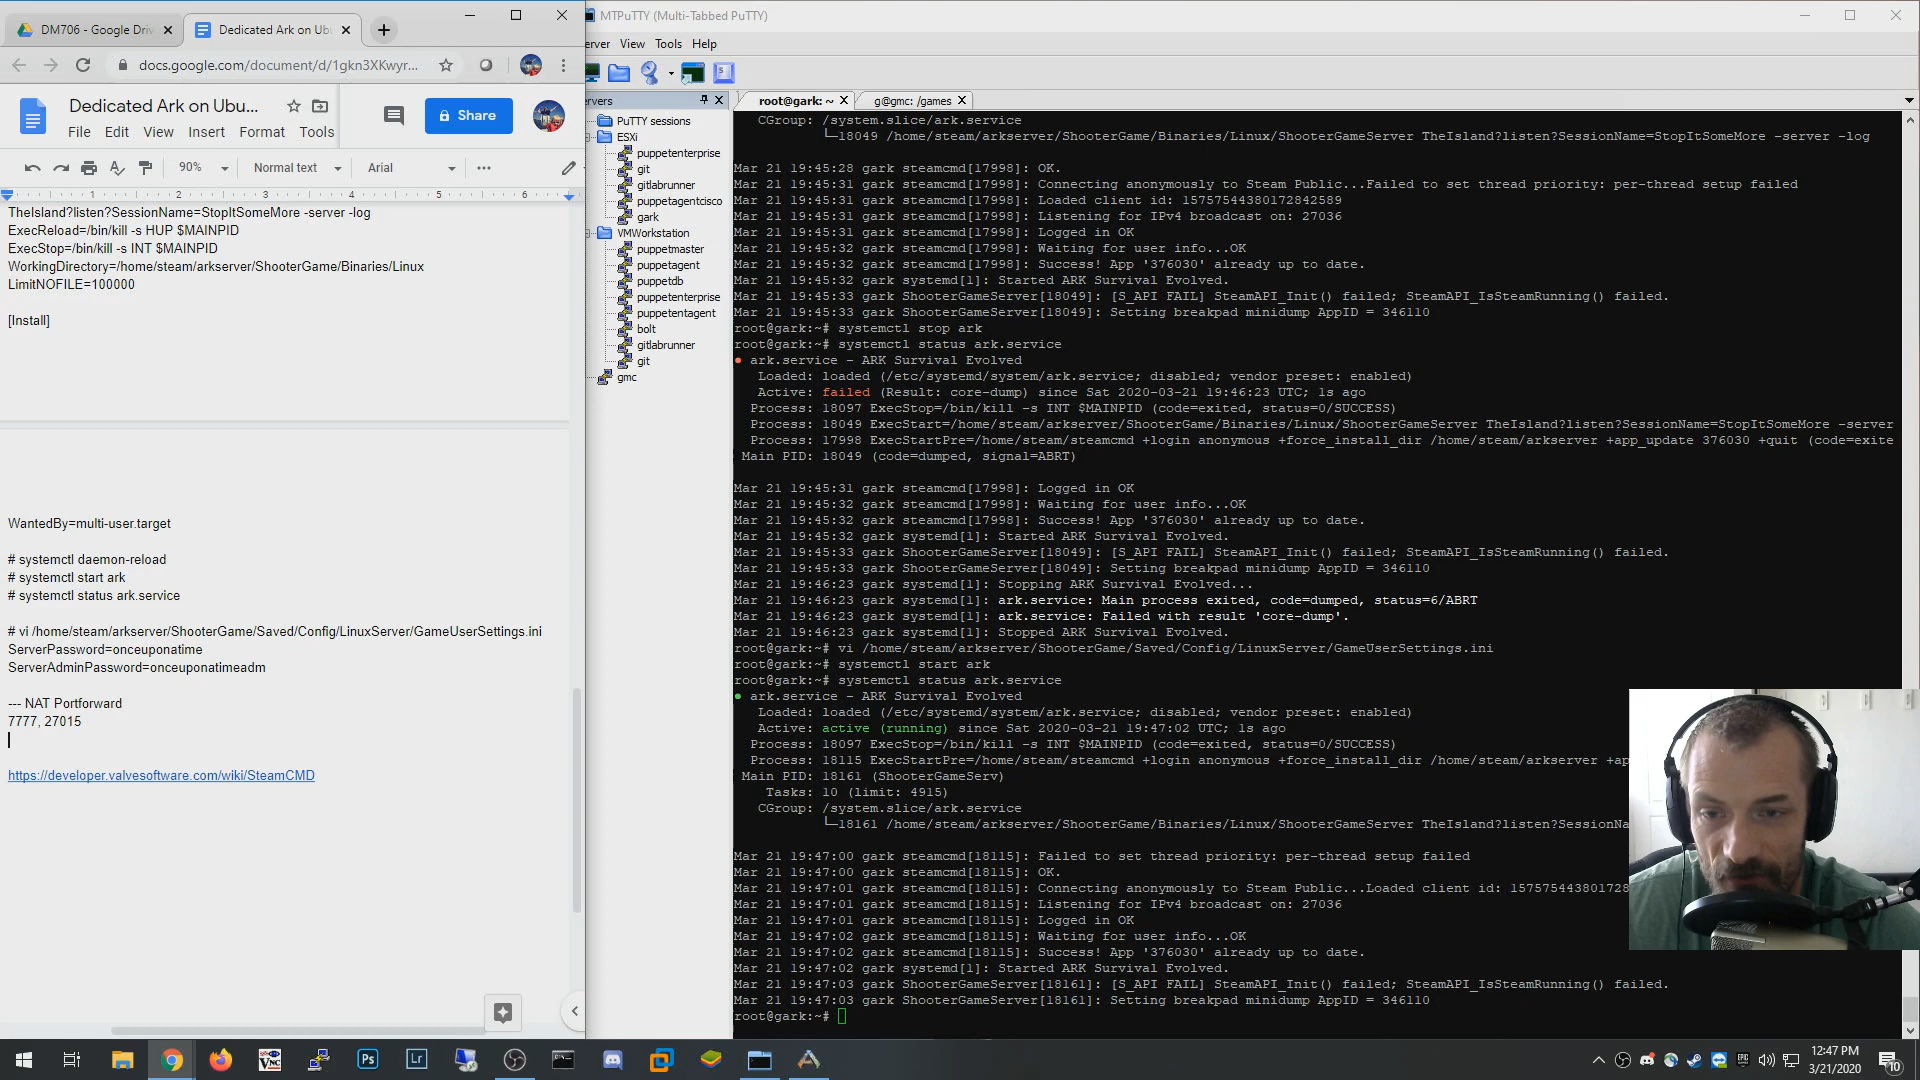 DM706 - Google Driv
Dedicated Ark on Ubu
docs.google.com/document/d/1gkn3XKwyr...
Dedicated Ark on Ubu...
File Edit View Insert Format Tools
Share
90% Normal text Arial
1 2 3 4 5 6
TheIsland?listen?SessionName=StopItSomeMore -server -log
ExecReload=/bin/kill -s HUP $MAINPID
ExecStop=/bin/kill -s INT $MAINPID
WorkingDirectory=/home/steam/arkserver/ShooterGame/Binaries/Linux
LimitNOFILE=100000
[Install]
WantedBy=multi-user.target
# systemctl daemon-reload
# systemctl start ark
# systemctl status ark.service
# vi /home/steam/arkserver/ShooterGame/Saved/Config/LinuxServer/GameUserSettings.ini
ServerPassword=onceuponatime
ServerAdminPassword=onceuponatimeadm
--- NAT Portforward
7777, 27015
https://developer.valvesoftware.com/wiki/SteamCMD
MTPuTTY (Multi-Tabbed PuTTY)
erver View Tools Help
ervers
PuTTY sessions
ESXi
puppetenterprise
git
gitlabrunner
puppetagentcisco
gark
VMWorkstation
puppetmaster
puppetagent
puppetdb
puppetenterprise
puppetentagent
bolt
gitlabrunner
git
gmc
root@gark: ~
g@gmc: /games
CGroup: /system.slice/ark.service
└─18049 /home/steam/arkserver/ShooterGame/Binaries/Linux/ShooterGameServer TheIsland?listen?SessionName=StopItSomeMore -server -log
Mar 21 19:45:28 gark steamcmd[17998]: OK.
Mar 21 19:45:31 gark steamcmd[17998]: Connecting anonymously to Steam Public...Failed to set thread priority: per-thread setup failed
Mar 21 19:45:31 gark steamcmd[17998]: Loaded client id: 15757544380172842589
Mar 21 19:45:31 gark steamcmd[17998]: Listening for IPv4 broadcast on: 27036
Mar 21 19:45:31 gark steamcmd[17998]: Logged in OK
Mar 21 19:45:32 gark steamcmd[17998]: Waiting for user info...OK
Mar 21 19:45:32 gark steamcmd[17998]: Success! App '376030' already up to date.
Mar 21 19:45:32 gark systemd[1]: Started ARK Survival Evolved.
Mar 21 19:45:33 gark ShooterGameServer[18049]: [S_API FAIL] SteamAPI_Init() failed; SteamAPI_IsSteamRunning() failed.
Mar 21 19:45:33 gark ShooterGameServer[18049]: Setting breakpad minidump AppID = 346110
root@gark:~# systemctl stop ark
root@gark:~# systemctl status ark.service
● ark.service - ARK Survival Evolved
Loaded: loaded (/etc/systemd/system/ark.service; disabled; vendor preset: enabled)
Active: failed (Result: core-dump) since Sat 2020-03-21 19:46:23 UTC; 1s ago
Process: 18097 ExecStop=/bin/kill -s INT $MAINPID (code=exited, status=0/SUCCESS)
Process: 18049 ExecStart=/home/steam/arkserver/ShooterGame/Binaries/Linux/ShooterGameServer TheIsland?listen?SessionName=StopItSomeMore -server
Process: 17998 ExecStartPre=/home/steam/steamcmd +login anonymous +force_install_dir /home/steam/arkserver +app_update 376030 +quit (code=exite
Main PID: 18049 (code=dumped, signal=ABRT)
Mar 21 19:45:31 gark steamcmd[17998]: Logged in OK
Mar 21 19:45:32 gark steamcmd[17998]: Waiting for user info...OK
Mar 21 19:45:32 gark steamcmd[17998]: Success! App '376030' already up to date.
Mar 21 19:45:32 gark systemd[1]: Started ARK Survival Evolved.
Mar 21 19:45:33 gark ShooterGameServer[18049]: [S_API FAIL] SteamAPI_Init() failed; SteamAPI_IsSteamRunning() failed.
Mar 21 19:45:33 gark ShooterGameServer[18049]: Setting breakpad minidump AppID = 346110
Mar 21 19:46:23 gark systemd[1]: Stopping ARK Survival Evolved...
Mar 21 19:46:23 gark systemd[1]: ark.service: Main process exited, code=dumped, status=6/ABRT
Mar 21 19:46:23 gark systemd[1]: ark.service: Failed with result 'core-dump'.
Mar 21 19:46:23 gark systemd[1]: Stopped ARK Survival Evolved.
root@gark:~# vi /home/steam/arkserver/ShooterGame/Saved/Config/LinuxServer/GameUserSettings.ini
root@gark:~# systemctl start ark
root@gark:~# systemctl status ark.service
● ark.service - ARK Survival Evolved
Loaded: loaded (/etc/systemd/system/ark.service; disabled; vendor preset: enabled)
Active: active (running) since Sat 2020-03-21 19:47:02 UTC; 1s ago
Process: 18097 ExecStop=/bin/kill -s INT $MAINPID (code=exited, status=0/SUCCESS)
Process: 18115 ExecStartPre=/home/steam/steamcmd +login anonymous +force_install_dir /home/steam/arkserver +ap
Main PID: 18161 (ShooterGameServ)
Tasks: 10 (limit: 4915)
CGroup: /system.slice/ark.service
└─18161 /home/steam/arkserver/ShooterGame/Binaries/Linux/ShooterGameServer TheIsland?listen?SessionNa
Mar 21 19:47:00 gark steamcmd[18115]: Failed to set thread priority: per-thread setup failed
Mar 21 19:47:00 gark steamcmd[18115]: OK.
Mar 21 19:47:01 gark steamcmd[18115]: Connecting anonymously to Steam Public...Loaded client id: 157575443801728
Mar 21 19:47:01 gark steamcmd[18115]: Listening for IPv4 broadcast on: 27036
Mar 21 19:47:01 gark steamcmd[18115]: Logged in OK
Mar 21 19:47:02 gark steamcmd[18115]: Waiting for user info...OK
Mar 21 19:47:02 gark steamcmd[18115]: Success! App '376030' already up to date.
Mar 21 19:47:02 gark systemd[1]: Started ARK Survival Evolved.
Mar 21 19:47:03 gark ShooterGameServer[18161]: [S_API FAIL] SteamAPI_Init() failed; SteamAPI_IsSteamRunning() failed.
Mar 21 19:47:03 gark ShooterGameServer[18161]: Setting breakpad minidump AppID = 346110
root@gark:~#
Ps
Lr
12:47 PM
3/21/2020
10